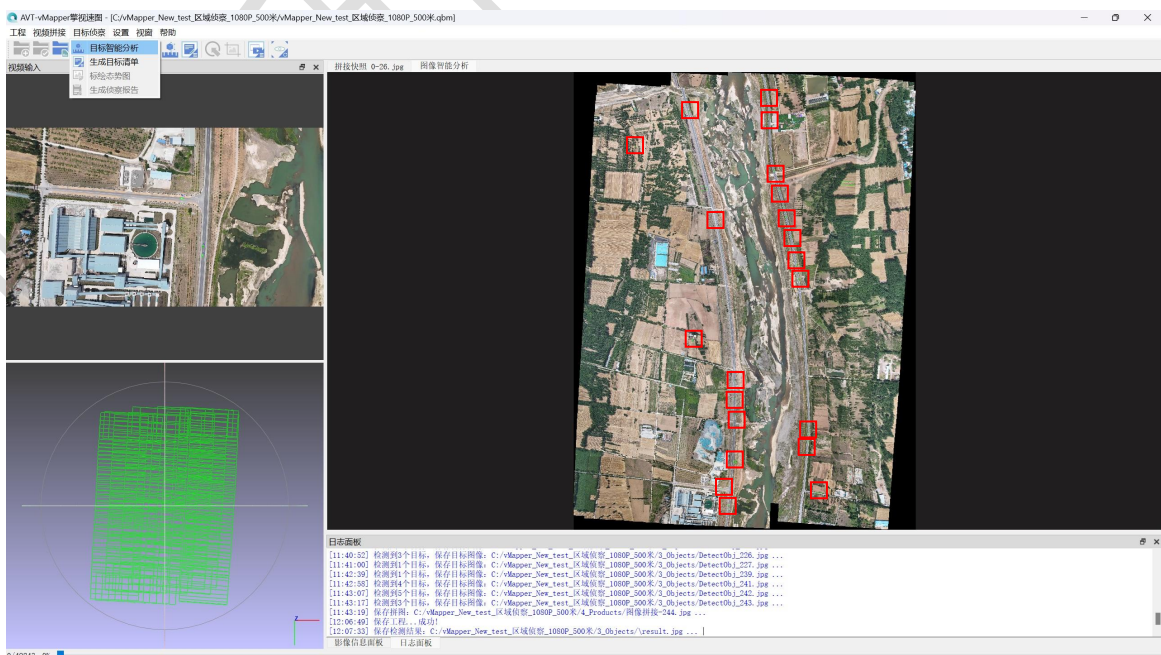 AVT-vMapper擎视速图 - [C:/vMapper_New_test_区域侦察_1080P_500米/vMapper_New_test_区域侦察_1080P_500米.qbm]
工程 视频拼接 目标侦察 设置 视窗 帮助
目标智能分析
生成目标清单
标绘态势图
生成侦察报告
视频输入
拼接快照 0-26.jpg 图像智能分析
Z
日志面板
[11:40:52] 检测到3个目标, 保存目标图像: C:/vMapper_New_test_区域侦察_1080P_500米/3_Objects/DetectObj_226.jpg ...
[11:41:00] 检测到1个目标, 保存目标图像: C:/vMapper_New_test_区域侦察_1080P_500米/3_Objects/DetectObj_227.jpg ...
[11:42:39] 检测到1个目标, 保存目标图像: C:/vMapper_New_test_区域侦察_1080P_500米/3_Objects/DetectObj_239.jpg ...
[11:42:58] 检测到4个目标, 保存目标图像: C:/vMapper_New_test_区域侦察_1080P_500米/3_Objects/DetectObj_241.jpg ...
[11:43:07] 检测到5个目标, 保存目标图像: C:/vMapper_New_test_区域侦察_1080P_500米/3_Objects/DetectObj_242.jpg ...
[11:43:17] 检测到3个目标, 保存目标图像: C:/vMapper_New_test_区域侦察_1080P_500米/3_Objects/DetectObj_243.jpg ...
[11:43:19] 保存拼图: C:/vMapper_New_test_区域侦察_1080P_500米/4_Products/图像拼接-244.jpg ...
[12:06:49] 保存工程...成功!
[12:07:33] 保存检测结果: C:/vMapper_New_test_区域侦察_1080P_500米/3_Objects/\result.jpg ...
影像信息面板 日志面板